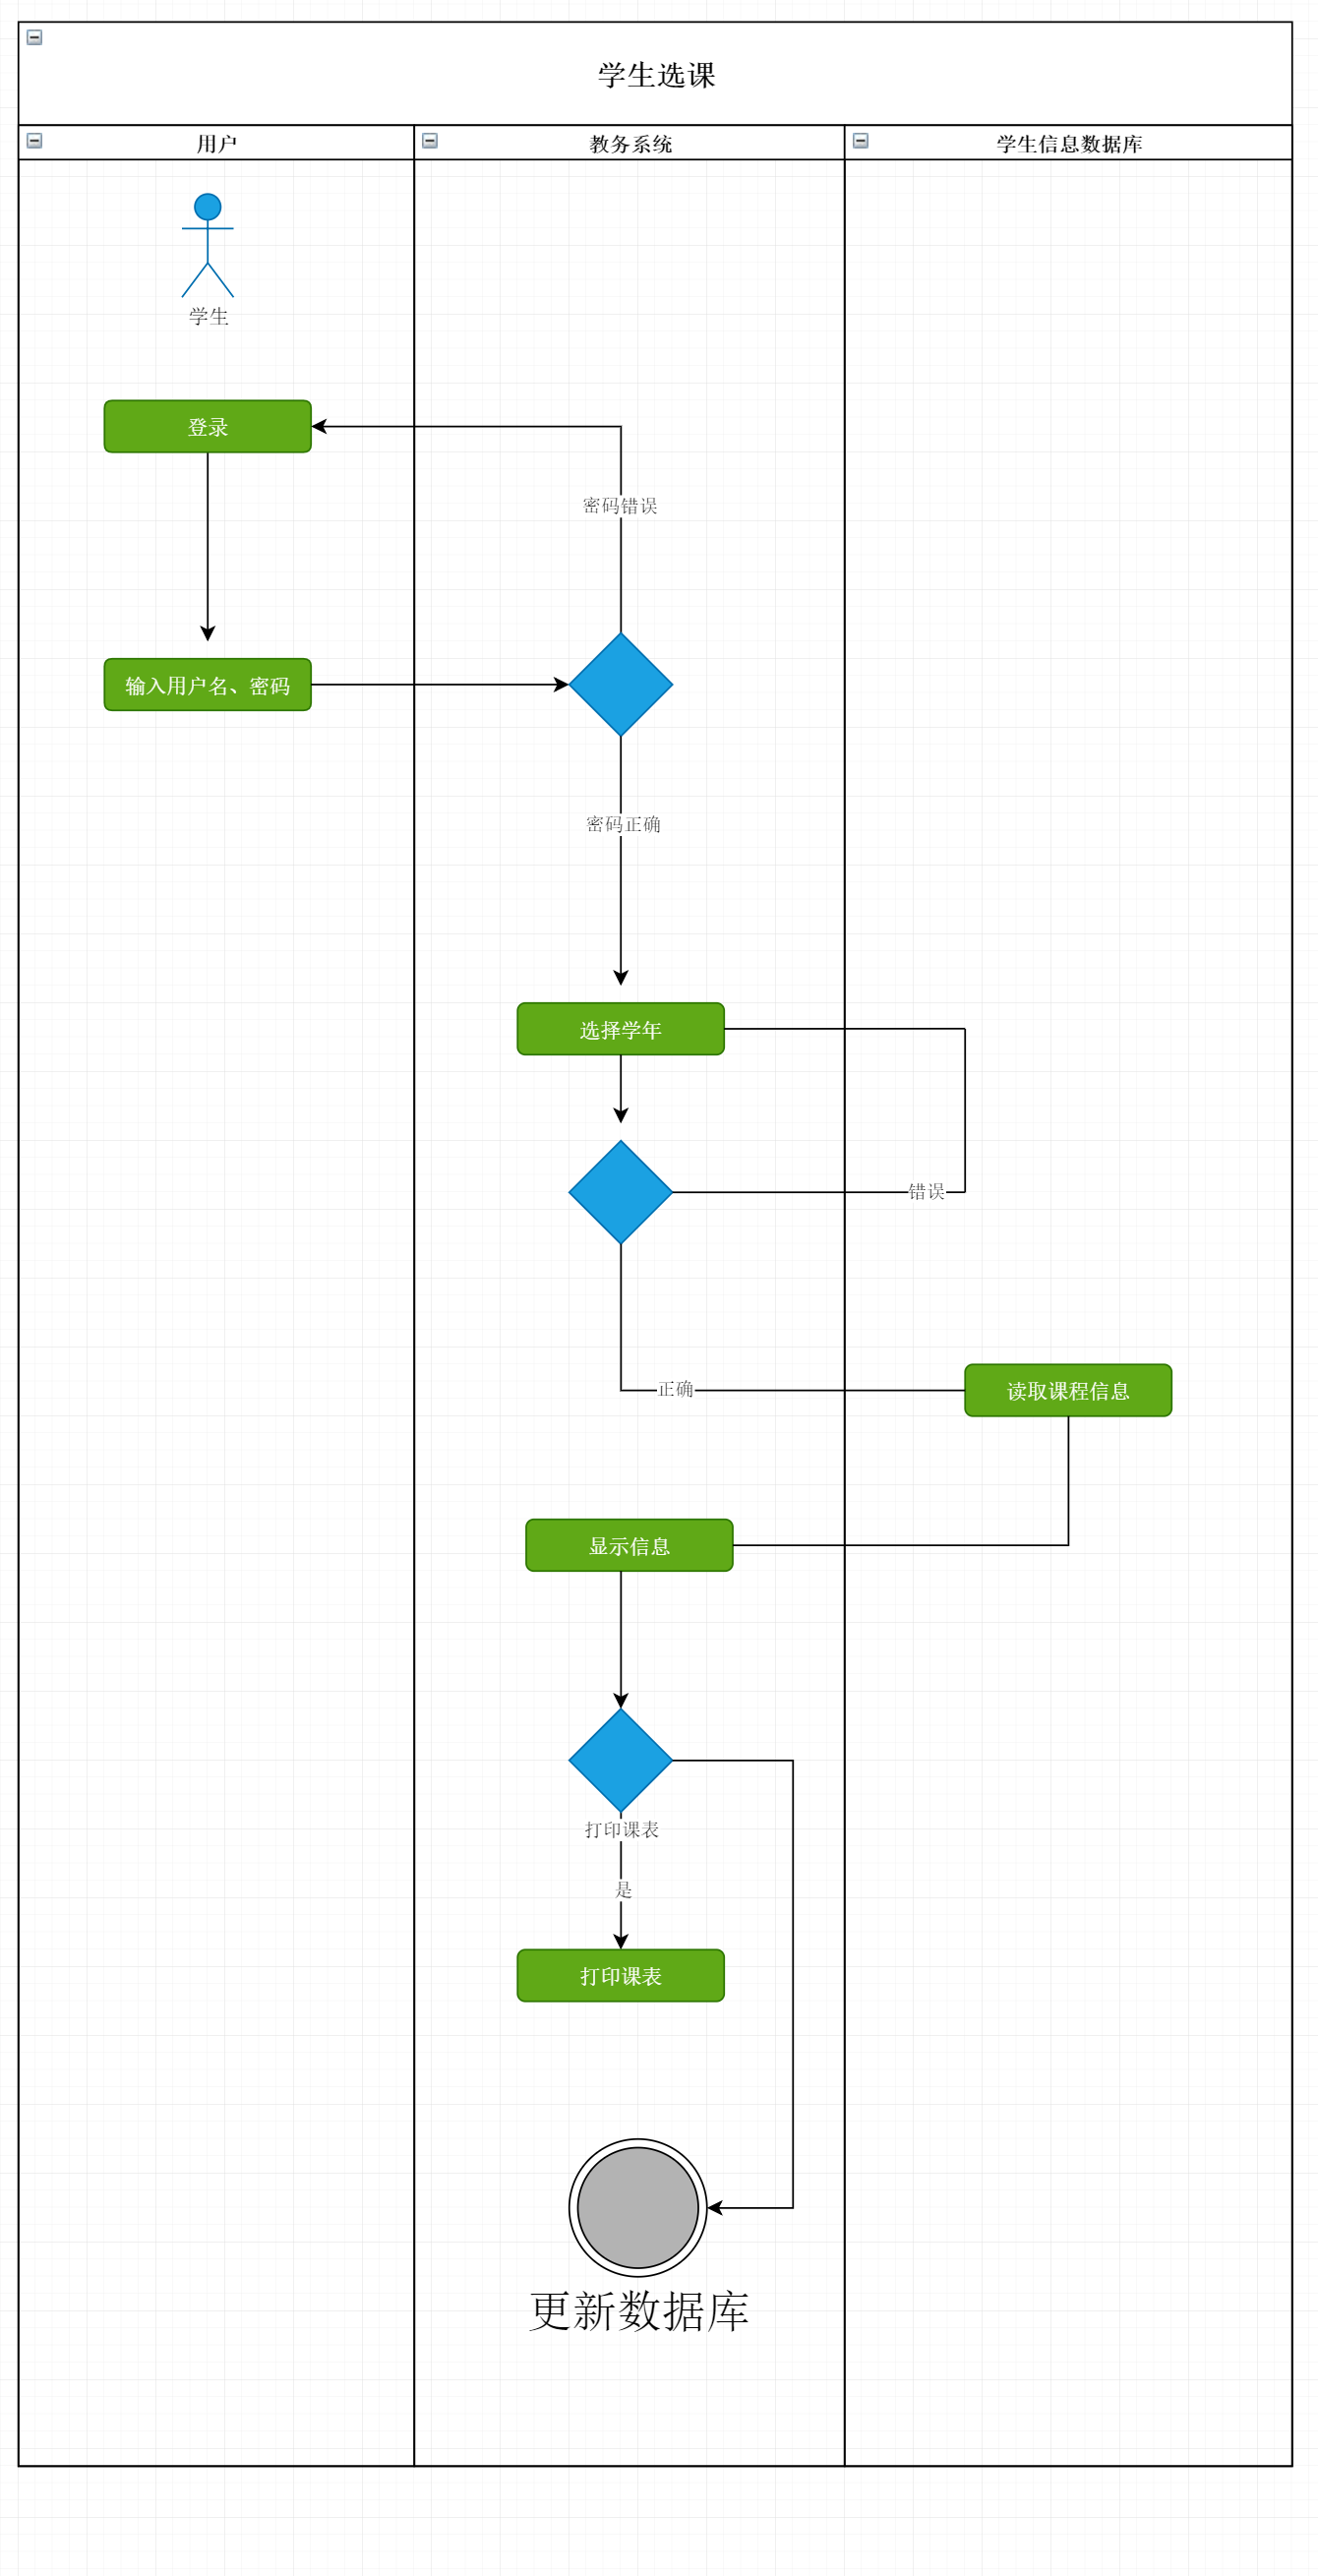 学生选课
用户
教务系统
学生信息数据库
学生
登录
密码错误
输入用户名、密码
密码正确
选择学年
错误
正确
读取课程信息
显示信息
打印课表
是
打印课表
更新数据库